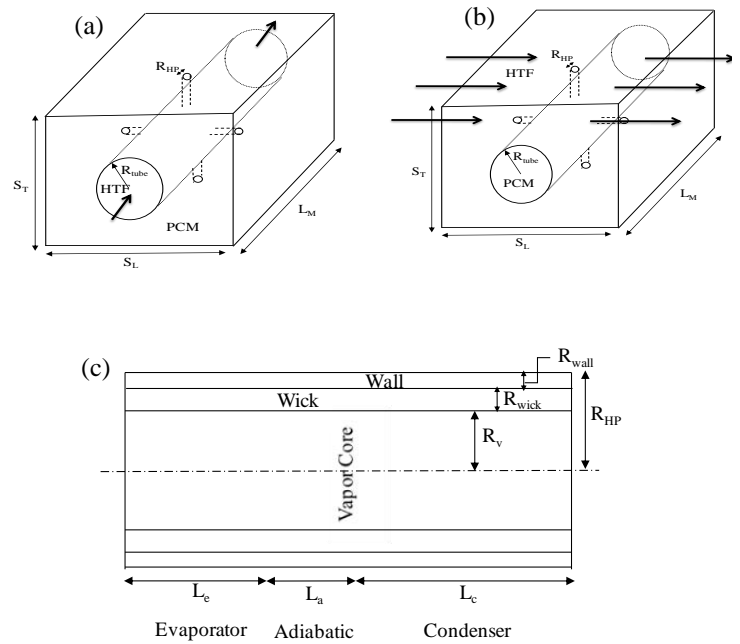 (a)
R_HP
R_tube
HTF
PCM
S_T
S_L
L_M
(b)
HTF
R_HP
R_tube
PCM
S_T
S_L
L_M
(c)
R_wall
Wall
Wick
R_wick
R_HP
R_v
Vapor Core
L_e L_a L_c
Evaporator Adiabatic Condenser